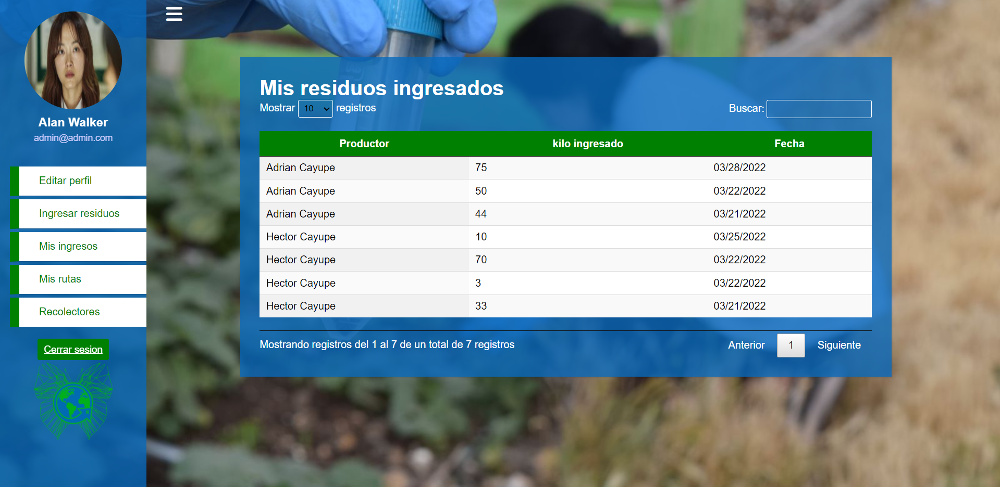 Alan Walker
admin@admin.com
Editar perfil
Ingresar residuos
Mis ingresos
Mis rutas
Recolectores
Cerrar sesion
Mis residuos ingresados
Mostrar 10 registros Buscar:
Productor kilo ingresado Fecha
Adrian Cayupe 75 03/28/2022
Adrian Cayupe 50 03/22/2022
Adrian Cayupe 44 03/21/2022
Hector Cayupe 10 03/25/2022
Hector Cayupe 70 03/22/2022
Hector Cayupe 3 03/22/2022
Hector Cayupe 33 03/21/2022
Mostrando registros del 1 al 7 de un total de 7 registros Anterior 1 Siguiente